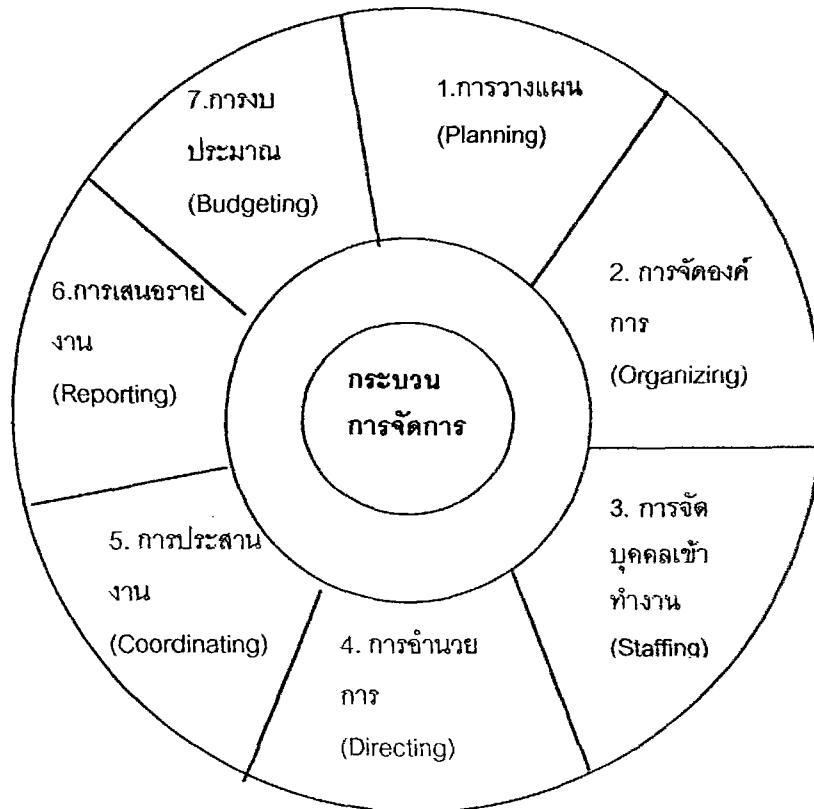 กระบวน
การจัดการ
1.การวางแผน
(Planning)
2. การจัดองค์
การ
(Organizing)
3. การจัด
บุคคลเข้า
ทำงาน
(Staffing)
4. การอำนวย
การ
(Directing)
5. การประสาน
งาน
(Coordinating)
6.การเสนอราย
งาน
(Reporting)
7.การงบ
ประมาณ
(Budgeting)